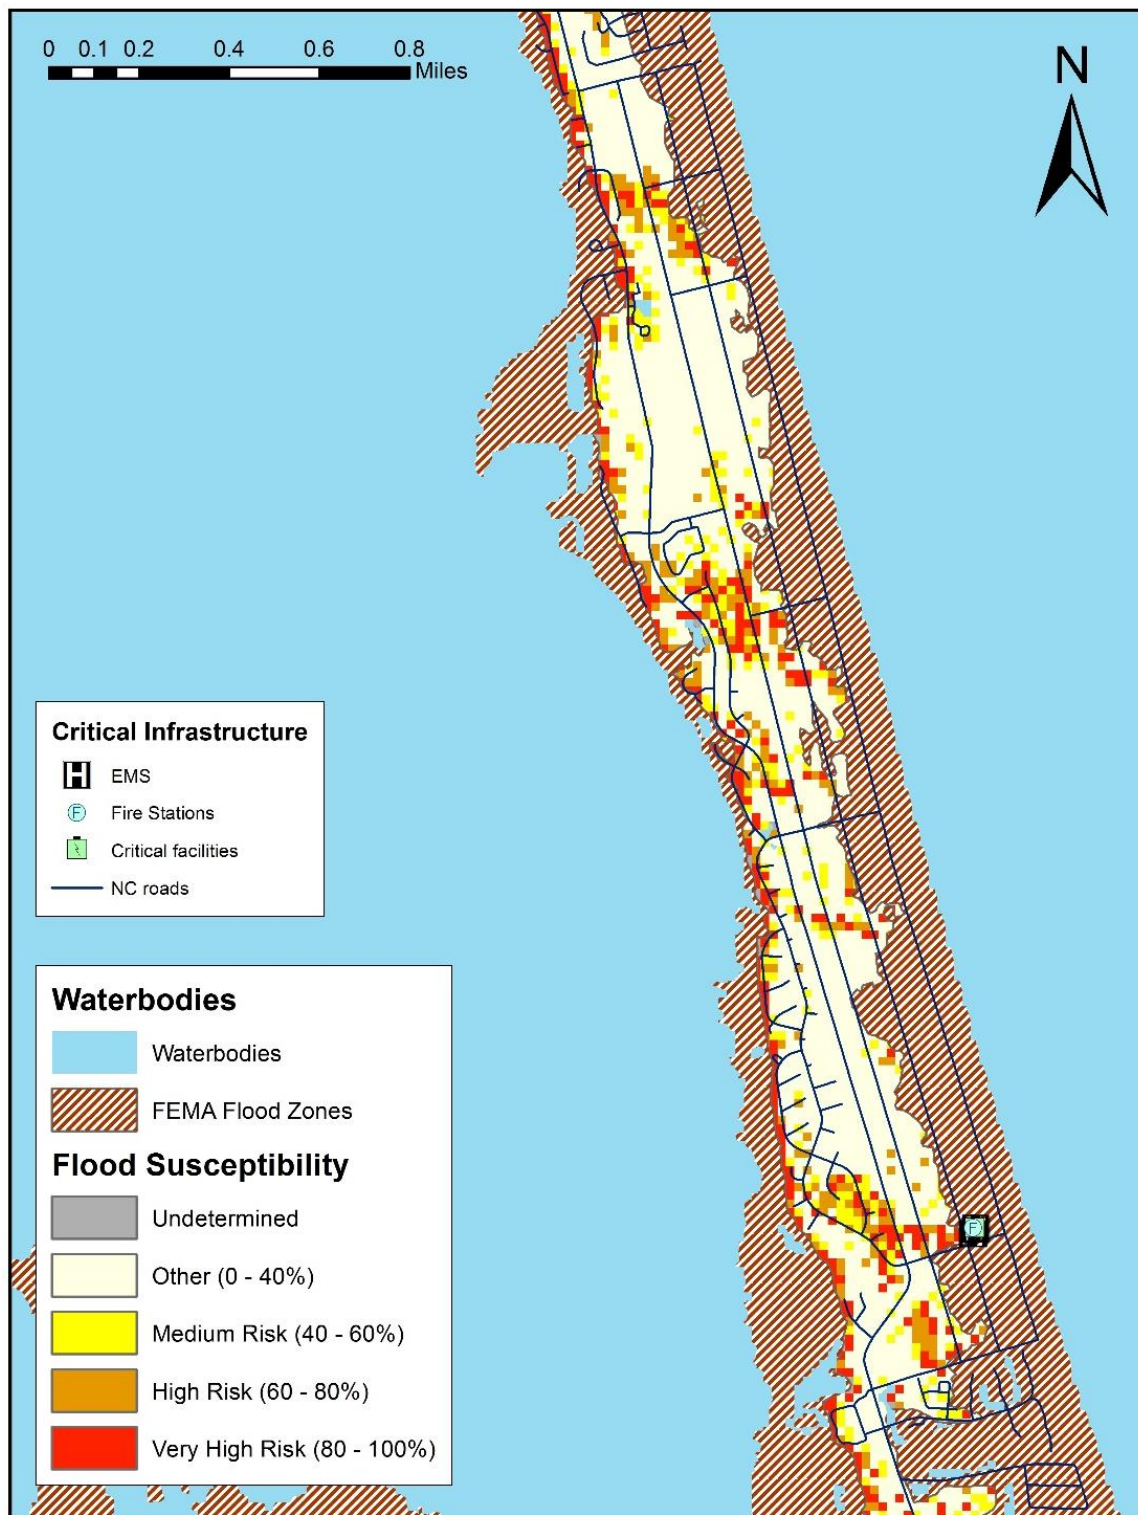 0 0.1 0.2 0.4 0.6 0.8
Miles
N
Critical Infrastructure
H EMS
F Fire Stations
Critical facilities
NC roads
Waterbodies
Waterbodies
FEMA Flood Zones
Flood Susceptibility
Undetermined
Other (0 - 40%)
Medium Risk (40 - 60%)
High Risk (60 - 80%)
Very High Risk (80 - 100%)
F